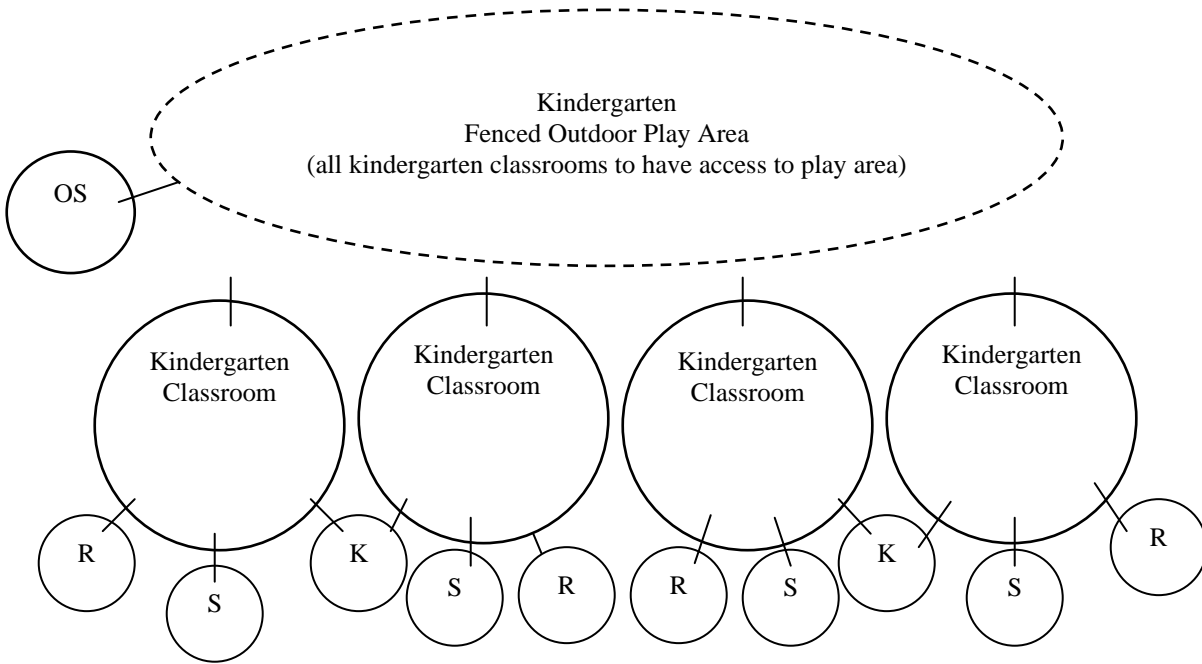 Kindergarten
Fenced Outdoor Play Area
(all kindergarten classrooms to have access to play area)
OS
Kindergarten
Classroom
Kindergarten
Classroom
Kindergarten
Classroom
Kindergarten
Classroom
R
S
K
S
R
R
S
K
S
R